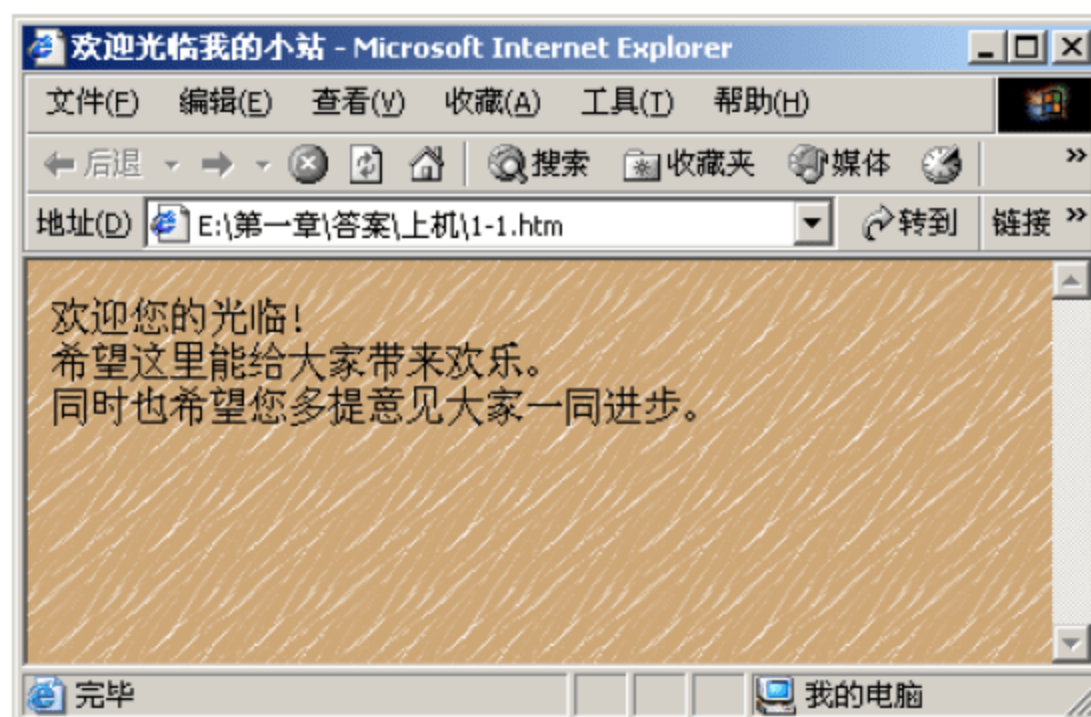 欢迎光临我的小站 - Microsoft Internet Explorer
文件(F) 编辑(E) 查看(V) 收藏(A) 工具(T) 帮助(H)
后退 搜索 收藏夹 媒体 »
地址(D) E:\第一章\答案\上机\1-1.htm 转到 链接 »
欢迎您的光临!
希望这里能给大家带来欢乐。
同时也希望您多提意见大家一同进步。
完毕 我的电脑